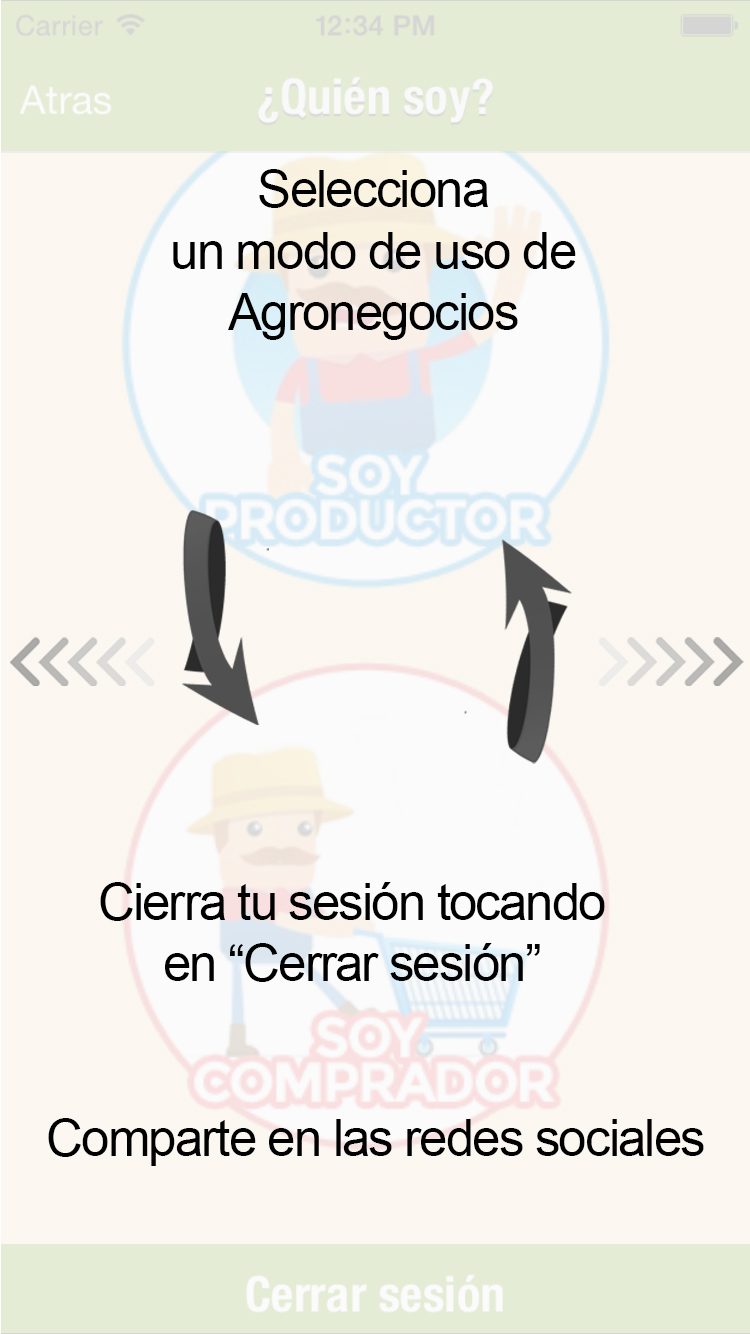 Carrier 12:34 PM
Atras ¿Quién soy?
Selecciona
un modo de uso de
Agronegocios
SOY
PRODUCTOR
Cierra tu sesión tocando
en “Cerrar sesión”
SOY
COMPRADOR
Comparte en las redes sociales
Cerrar sesión